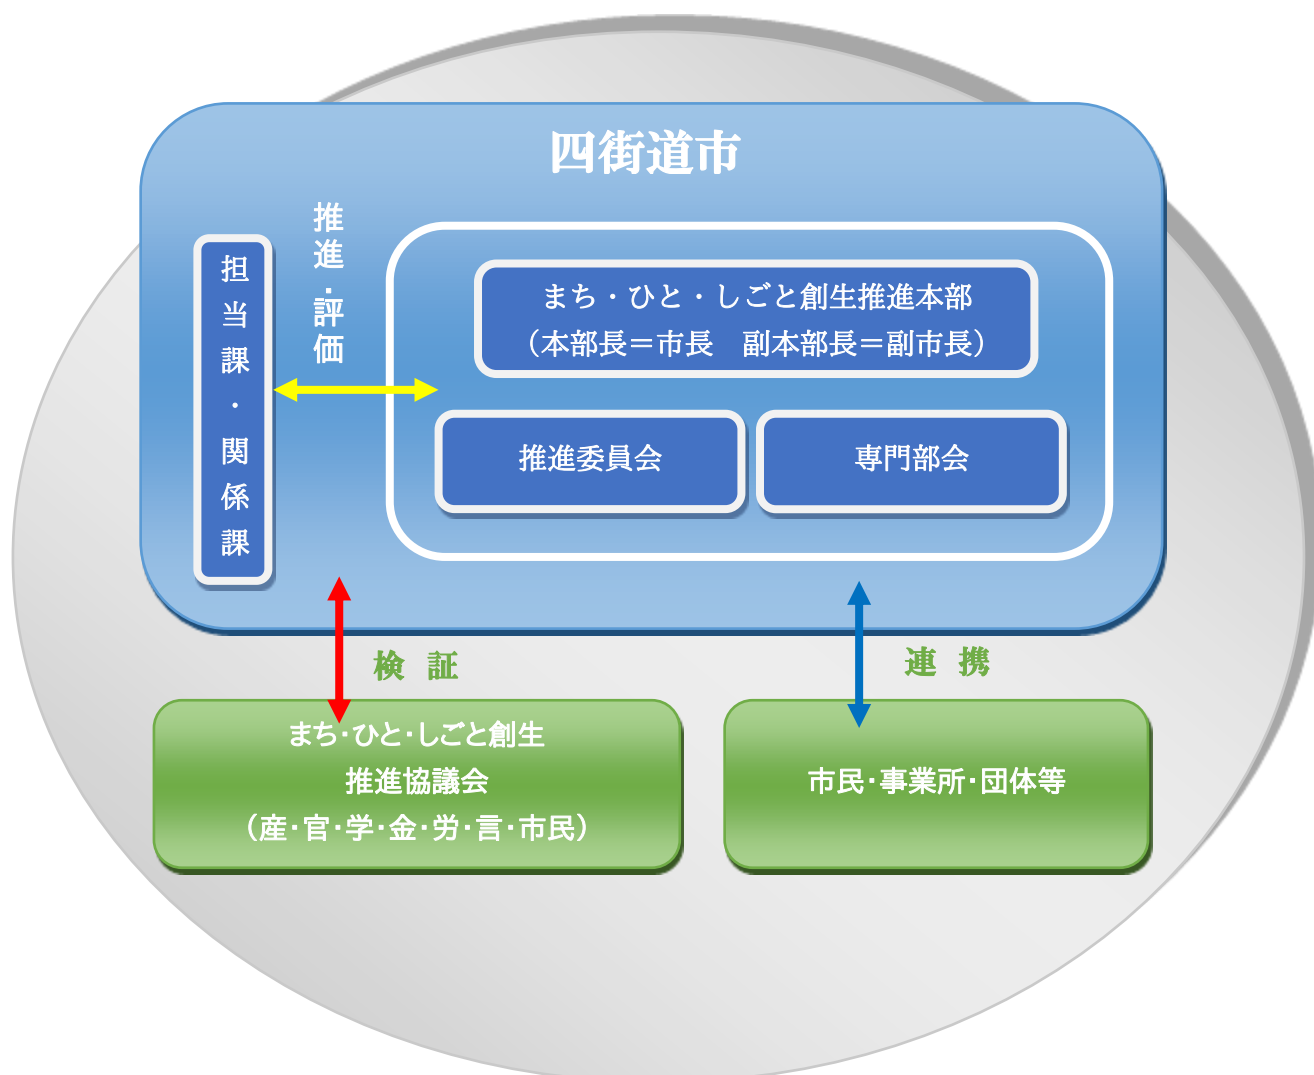 四街道市
推進・評価
担当課・関係課
まち・ひと・しごと創生推進本部
（本部長＝市長　副本部長＝副市長）
推進委員会
専門部会
検 証
連 携
まち・ひと・しごと創生
推進協議会
（産・官・学・金・労・言・市民）
市民・事業所・団体等